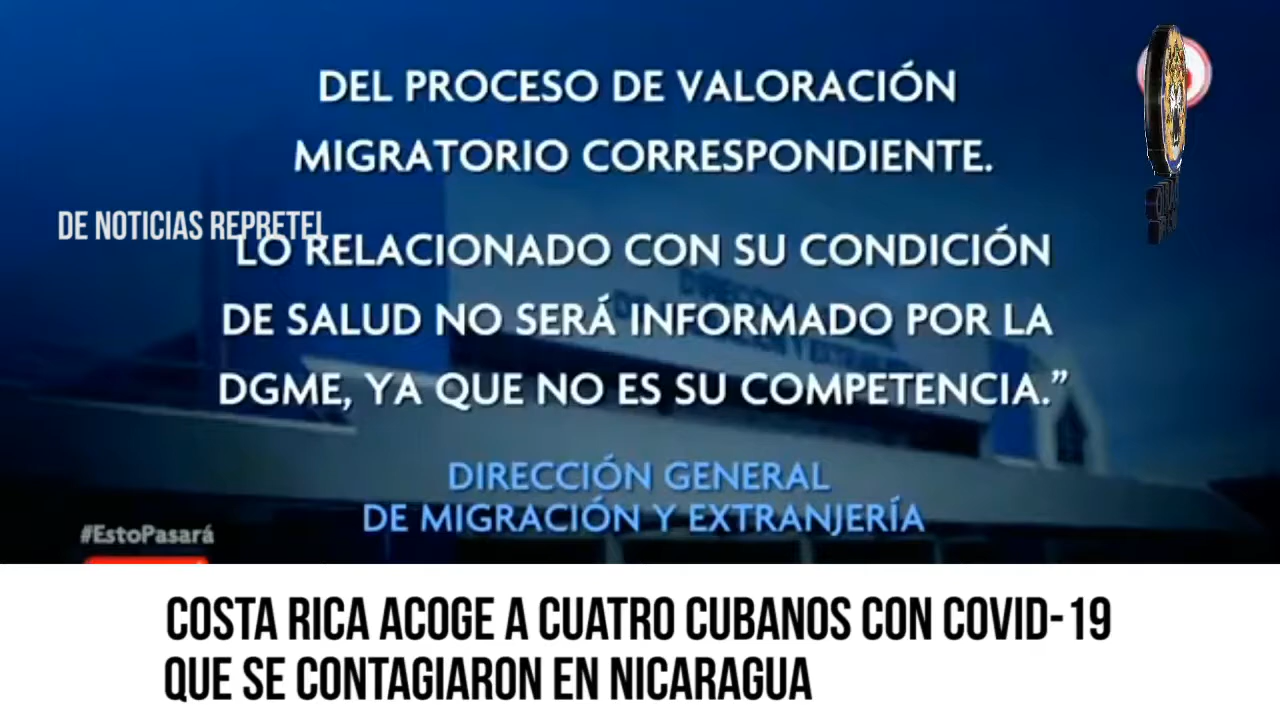 DEL PROCESO DE VALORACIÓN
MIGRATORIO CORRESPONDIENTE.
DE NOTICIAS REPRETEL
LO RELACIONADO CON SU CONDICIÓN
DE SALUD NO SERÁ INFORMADO POR LA
DGME, YA QUE NO ES SU COMPETENCIA.”
DIRECCIÓN GENERAL
DE MIGRACIÓN Y EXTRANJERÍA
#EstoPasará
COSTA RICA ACOGE A CUATRO CUBANOS CON COVID-19
QUE SE CONTAGIARON EN NICARAGUA